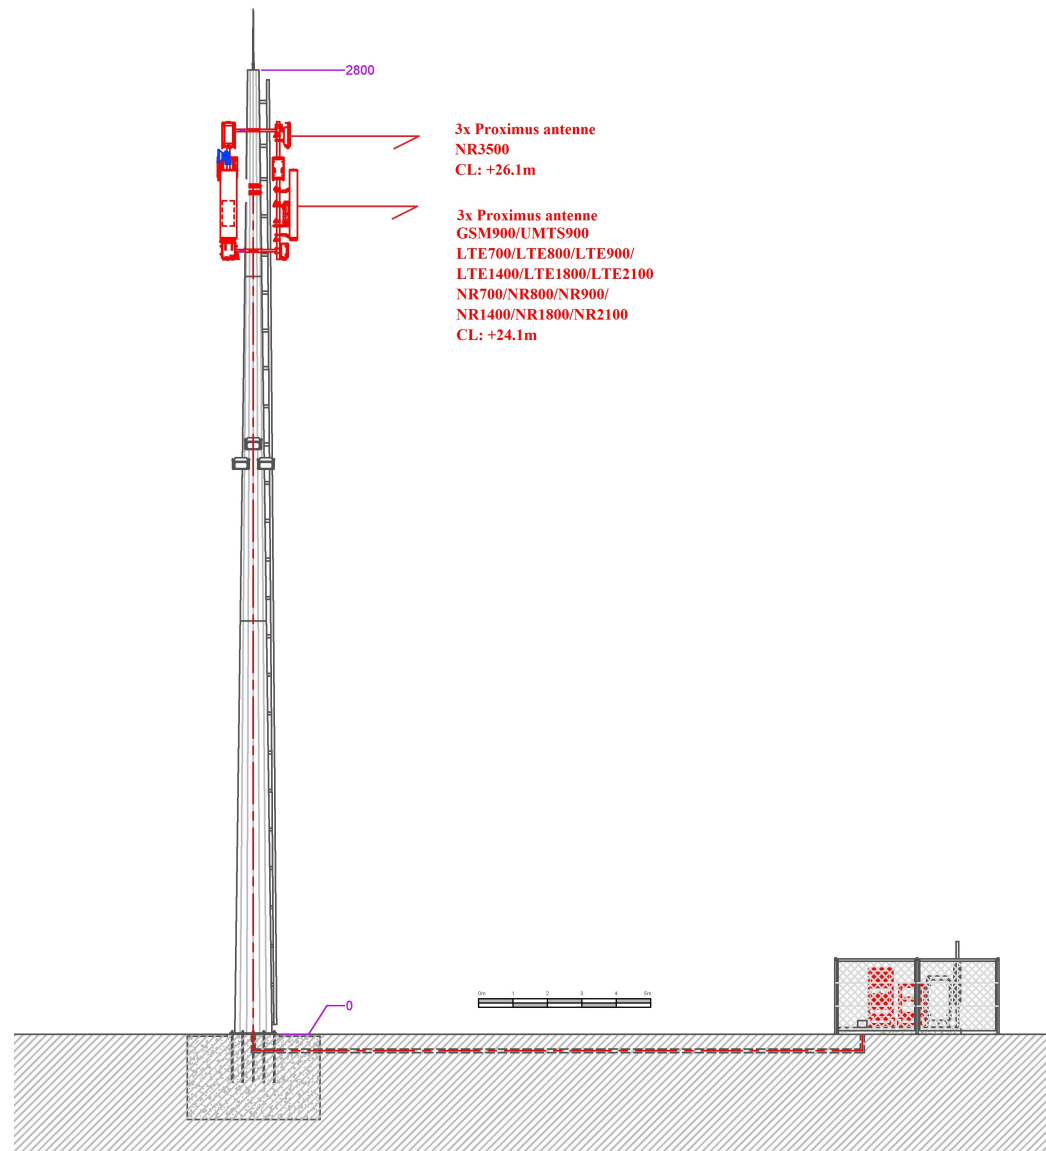 2800
3x Proximus antenne
NR3500
CL: +26.1m
3x Proximus antenne
GSM900/UMTS900
LTE700/LTE800/LTE900/
LTE1400/LTE1800/LTE2100
NR700/NR800/NR900/
NR1400/NR1800/NR2100
CL: +24.1m
0m 1 2 3 4 5m
0